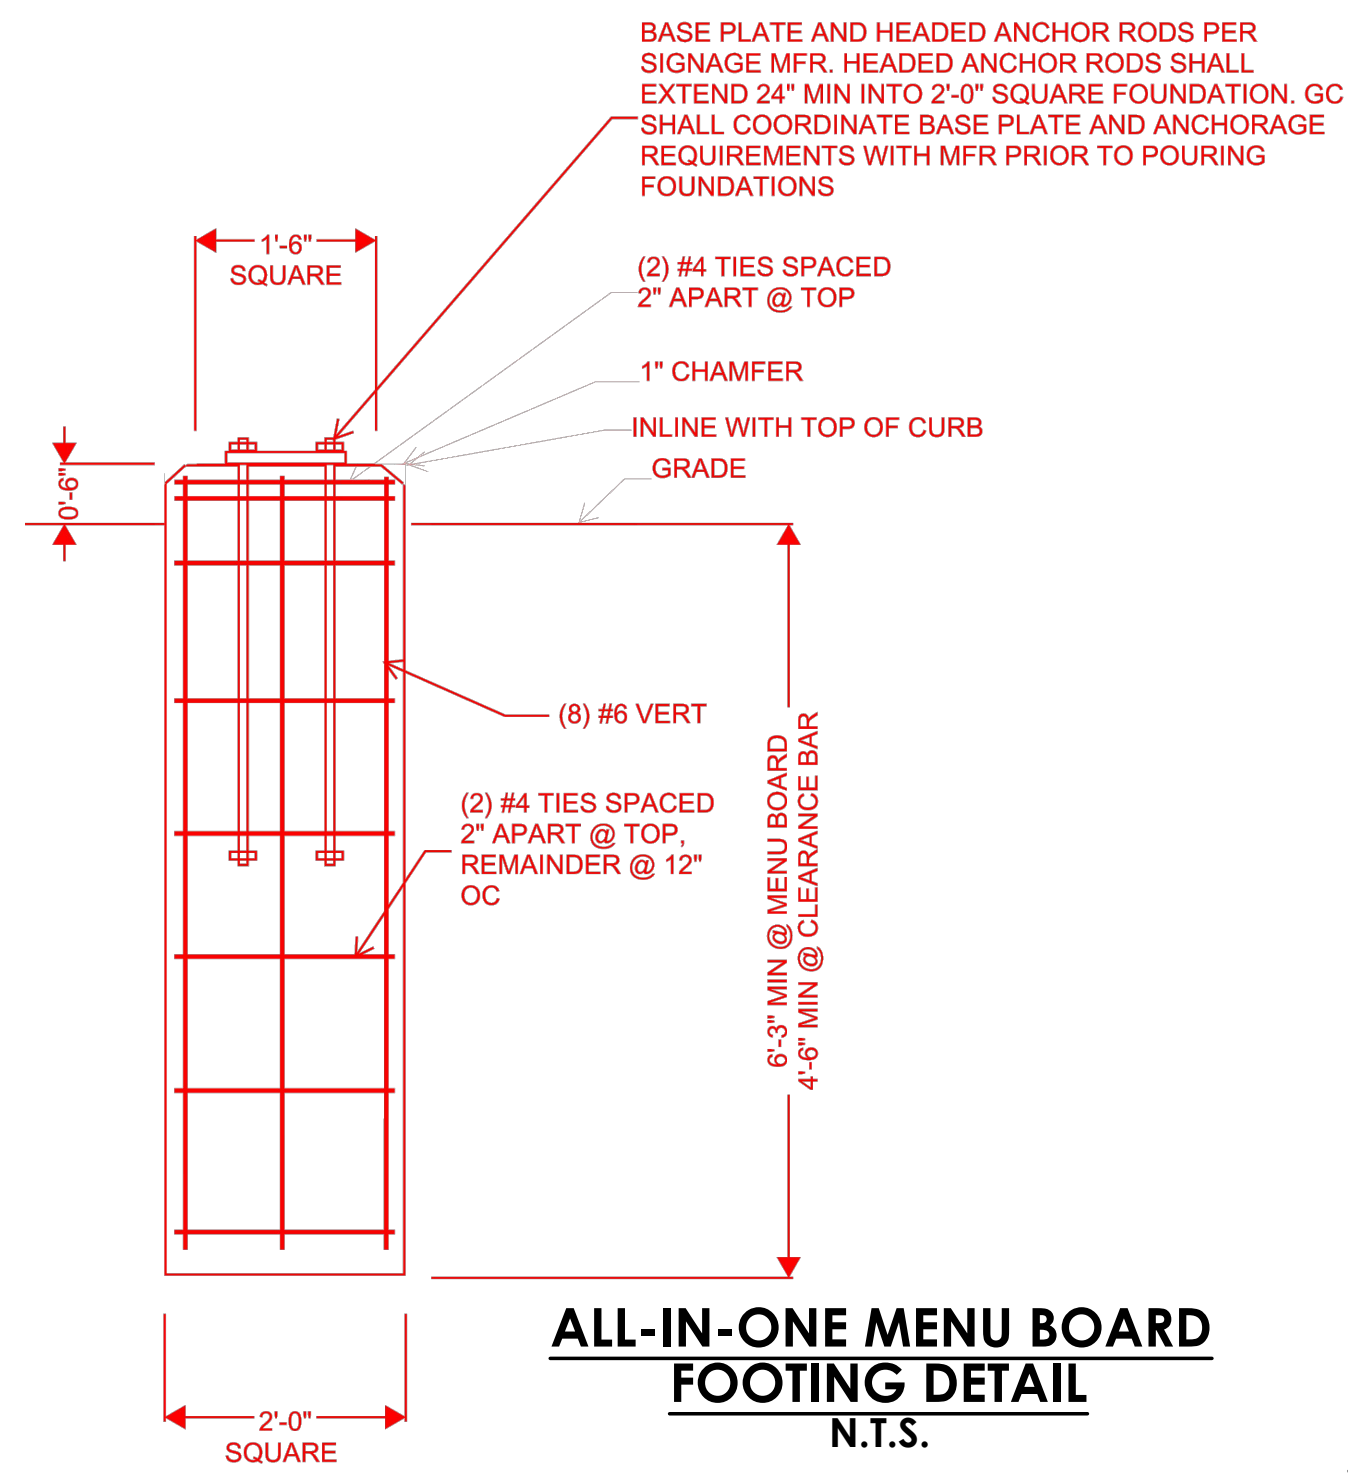 BASE PLATE AND HEADED ANCHOR RODS PER
SIGNAGE MFR. HEADED ANCHOR RODS SHALL
EXTEND 24" MIN INTO 2'-0" SQUARE FOUNDATION. GC
SHALL COORDINATE BASE PLATE AND ANCHORAGE
REQUIREMENTS WITH MFR PRIOR TO POURING
FOUNDATIONS
1'-6"
SQUARE
(2) #4 TIES SPACED
2" APART @ TOP
1" CHAMFER
INLINE WITH TOP OF CURB
GRADE
0'-6"
(8) #6 VERT
(2) #4 TIES SPACED
2" APART @ TOP,
REMAINDER @ 12"
OC
6'-3" MIN @ MENU BOARD
4'-6" MIN @ CLEARANCE BAR
ALL-IN-ONE MENU BOARD
FOOTING DETAIL
N.T.S.
2'-0"
SQUARE